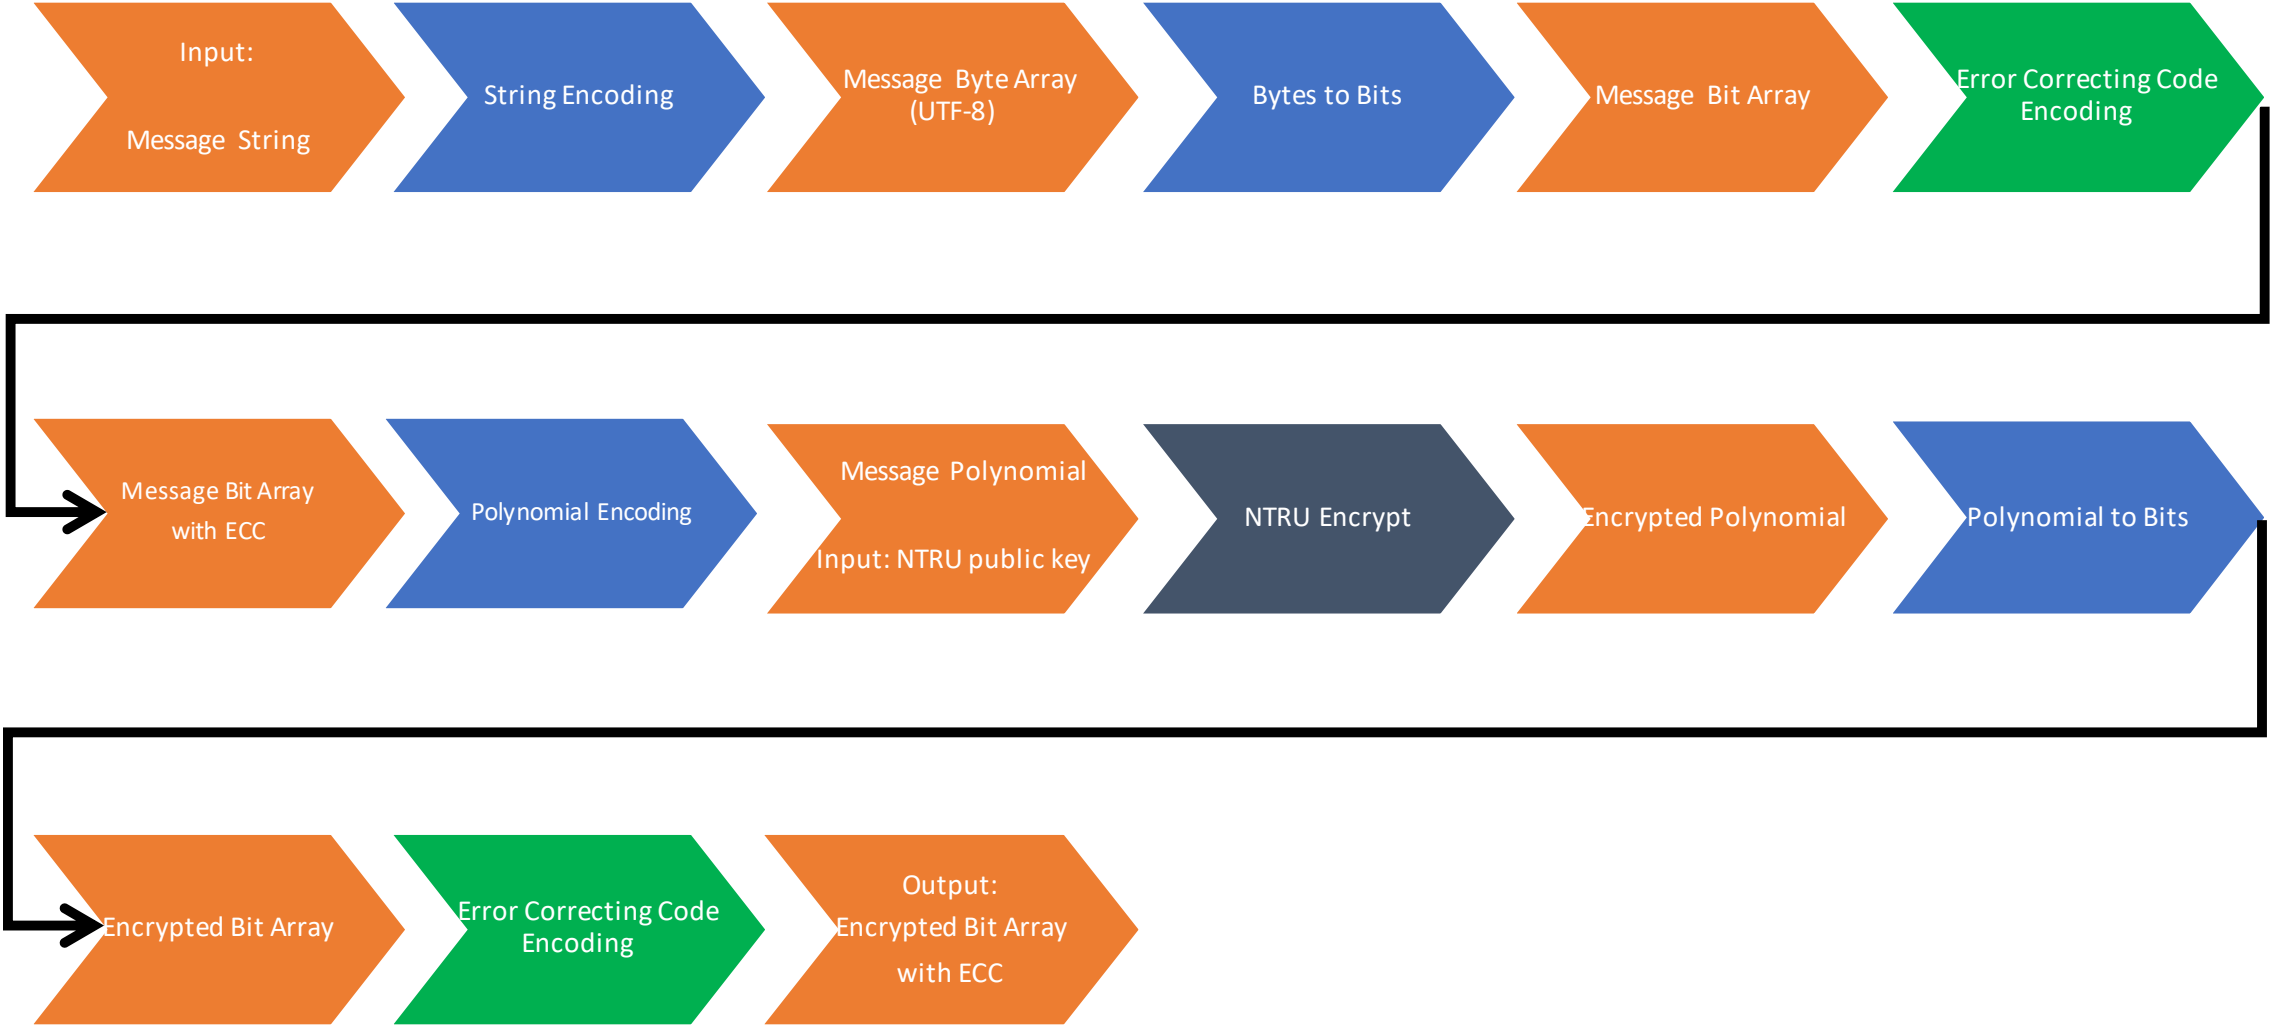 Input:
Message String
String Encoding
Message Byte Array
(UTF-8)
Bytes to Bits
Message Bit Array
Error Correcting Code
Encoding
Message Bit Array
with ECC
Polynomial Encoding
Message Polynomial
Input: NTRU public key
NTRU Encrypt
Encrypted Polynomial
Polynomial to Bits
Encrypted Bit Array
Error Correcting Code
Encoding
Output:
Encrypted Bit Array
with ECC